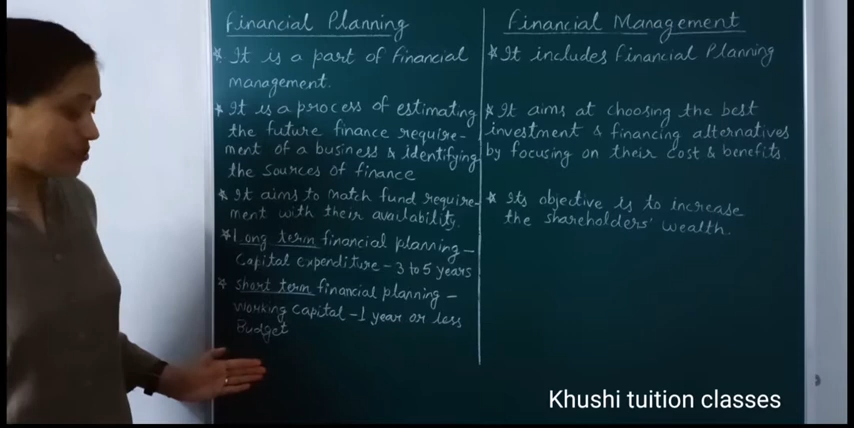 Financial Planning
* It is a part of financial
management.
* It is a process of estimating
the future finance require-
ment of a business & identifying
the sources of finance
* It aims to match fund require-
ment with their availability.
* Long term financial planning -
Capital expenditure - 3 to 5 years
* Short term financial planning -
Working Capital - 1 year or less
Budget
Financial Management
* It includes Financial Planning
* It aims at choosing the best
investment & financing alternatives
by focusing on their cost & benefits.
* Its objective is to increase
the shareholders' wealth.
Khushi tuition classes